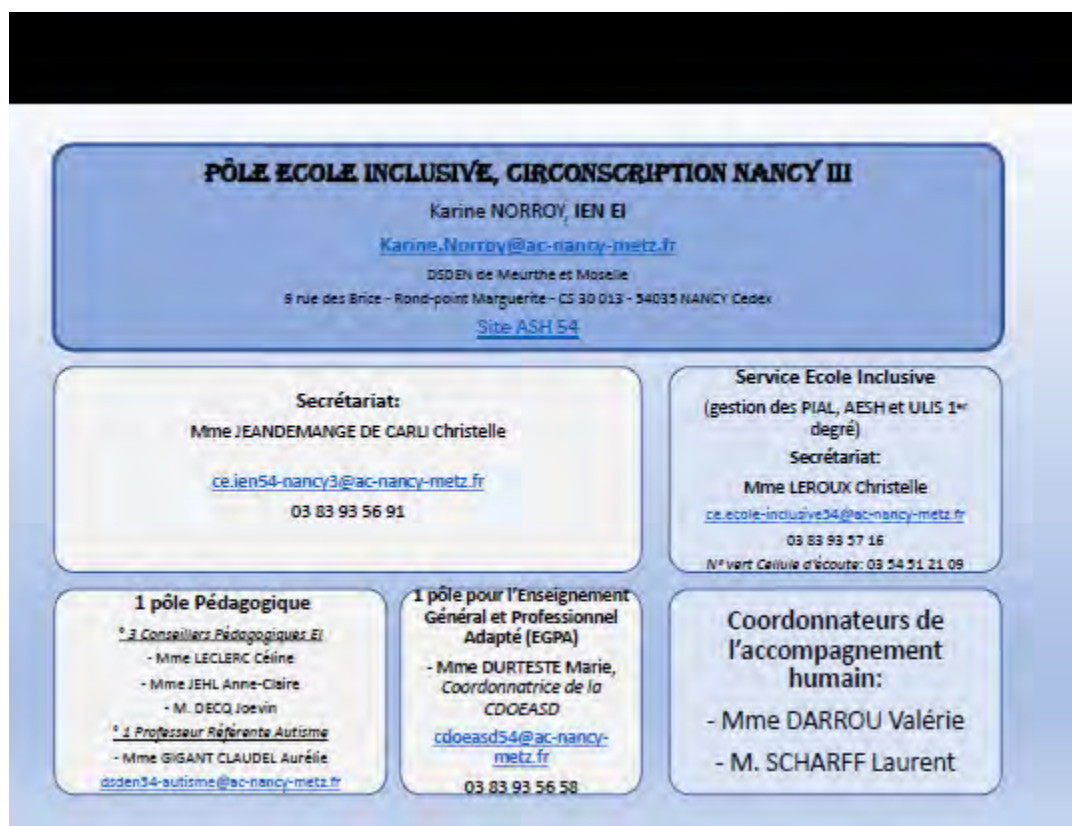 PÔLE ECOLE INCLUSIVE, CIRCONSCRIPTION NANCY III
Karine NORROY, IEN EI
Karine.Norroy@ac-nancy-metz.fr
DSDEN de Meurthe et Moselle
9 rue des Brice - Rond-point Marguerite - CS 30 013 - 54035 NANCY Cedex
Site ASH 54
Secrétariat:
Mme JEANDEMANGE DE CARLI Christelle
ce.ien54-nancy3@ac-nancy-metz.fr
03 83 93 56 91
Service Ecole Inclusive
(gestion des PIAL, AESH et ULIS 1er
degré)
Secrétariat:
Mme LEROUX Christelle
ce.ecole-inclusive54@ac-nancy-metz.fr
03 83 93 57 16
N° vert Cellule d'écoute: 03 54 51 21 09
1 pôle Pédagogique
° 3 Conseillers Pédagogiques EI
- Mme LECLERC Céline
- Mme JEHL Anne-Claire
- M. DECQ Joevin
° 1 Professeur Référente Autisme
- Mme GIGANT CLAUDEL Aurélie
dsden54-autisme@ac-nancy-metz.fr
1 pôle pour l'Enseignement
Général et Professionnel
Adapté (EGPA)
- Mme DURTESTE Marie,
Coordonnatrice de la
CDOEASD
cdoeasd54@ac-nancy-
metz.fr
03 83 93 56 58
Coordonnateurs de
l'accompagnement
humain:
- Mme DARROU Valérie
- M. SCHARFF Laurent